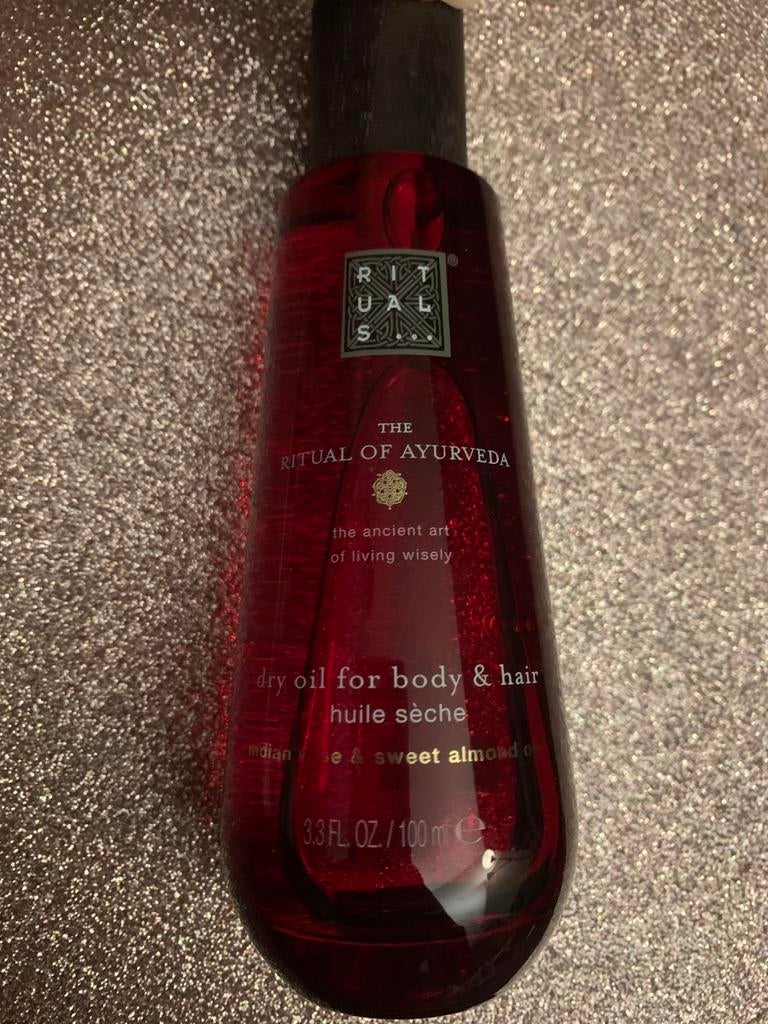 RIT
UAL
S...
®
THE
RITUAL OF AYURVEDA
the ancient art
of living wisely
dry oil for body & hair
huile sèche
& sweet almond
3.3 FL. OZ. / 100 ml ℮